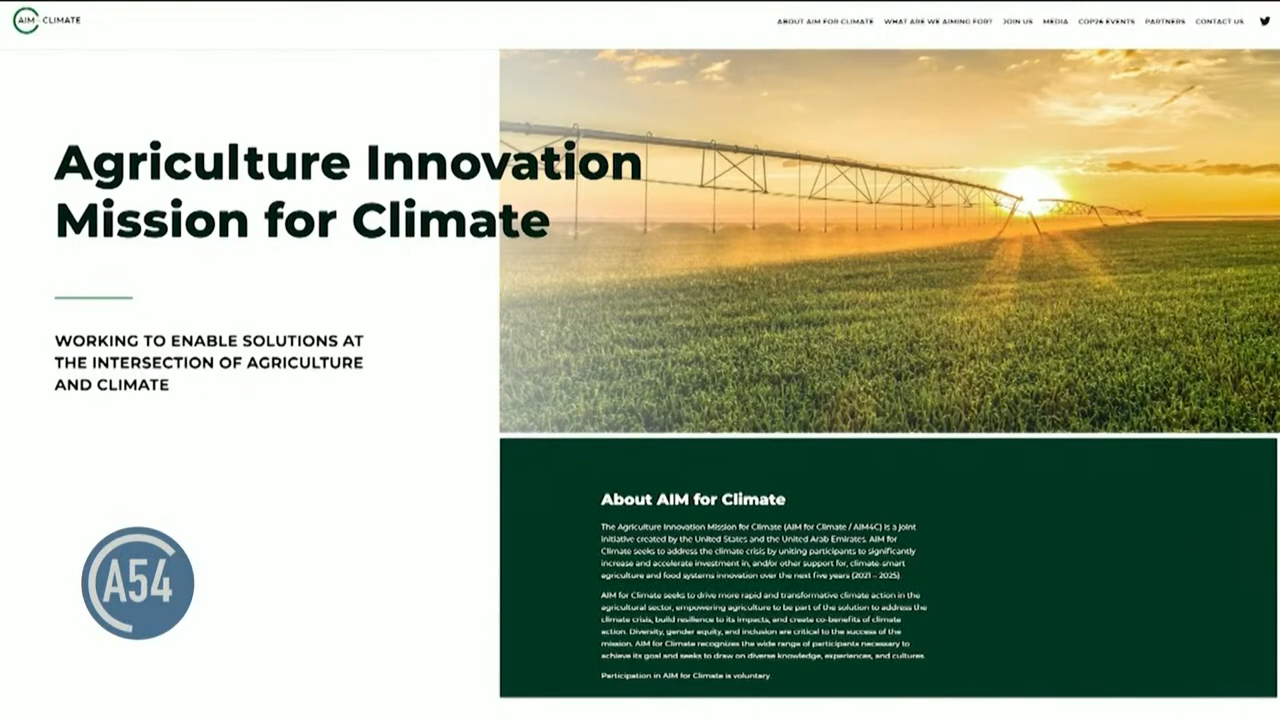 AIM CLIMATE
ABOUT AIM FOR CLIMATE WHAT ARE WE AIMING FOR? JOIN US MEDIA COP26 EVENTS PARTNERS CONTACT US
Agriculture Innovation
Mission for Climate
WORKING TO ENABLE SOLUTIONS AT
THE INTERSECTION OF AGRICULTURE
AND CLIMATE
A54
About AIM for Climate
The Agriculture Innovation Mission for Climate (AIM for Climate / AIM4C) is a joint
initiative created by the United States and the United Arab Emirates. AIM for
Climate seeks to address the climate crisis by uniting participants to significantly
increase and accelerate investment in, and/or other support for, climate-smart
agriculture and food systems innovation over the next five years (2021 – 2025).
AIM for Climate seeks to drive more rapid and transformative climate action in the
agricultural sector, empowering agriculture to be part of the solution to address the
climate crisis, build resilience to its impacts, and create co-benefits of climate
action. Diversity, gender equity, and inclusion are critical to the success of the
mission. AIM for Climate recognizes the wide range of participants necessary to
achieve its goal and seeks to draw on diverse knowledge, experiences, and cultures.
Participation in AIM for Climate is voluntary